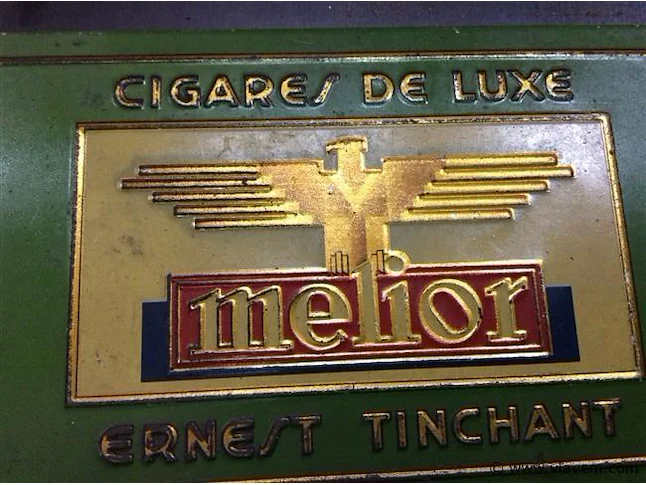 CIGARES DE LUXE
melior
ERNEST TINCHANT